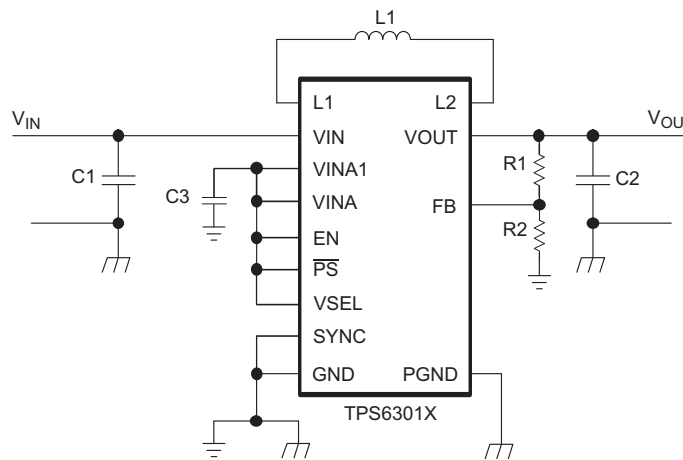 L1
L1 L2
VIN VOU
VIN VOUT
C1 VINA1 R1 C2
C3 VINA FB
EN R2
PS
VSEL
SYNC
GND PGND
TPS6301X